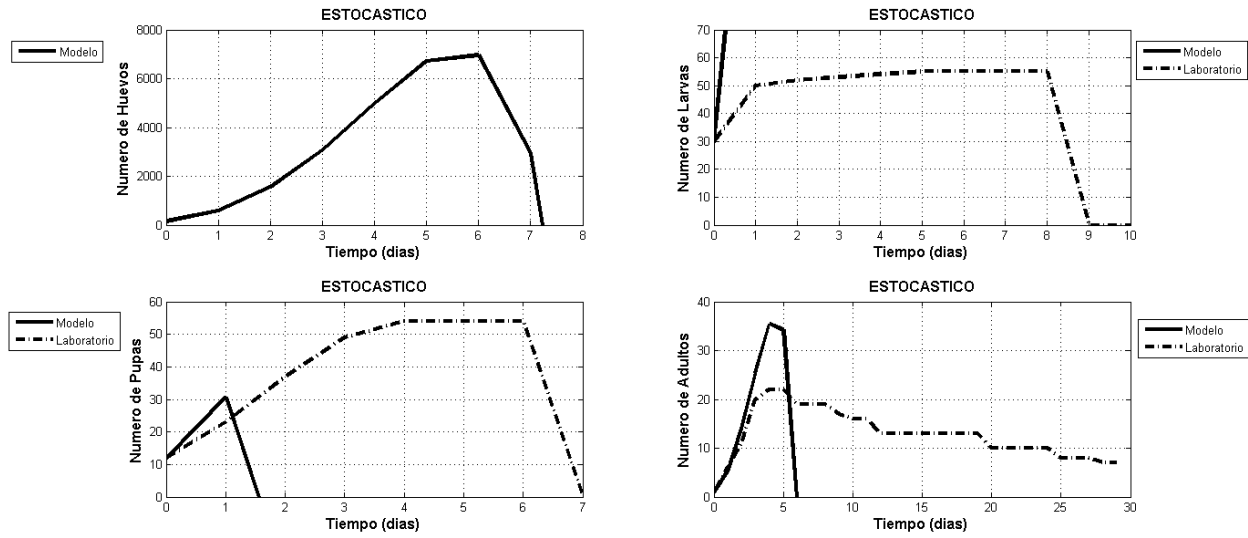 ESTOCASTICO
Modelo
Numero de Huevos
8000
6000
4000
2000
0
0 1 2 3 4 5 6 7 8
Tiempo (dias)
ESTOCASTICO
Modelo
Laboratorio
Numero de Larvas
70
60
50
40
30
20
10
0
0 1 2 3 4 5 6 7 8 9 10
Tiempo (dias)
ESTOCASTICO
Modelo
Laboratorio
Numero de Pupas
60
50
40
30
20
10
0
0 1 2 3 4 5 6 7
Tiempo (dias)
ESTOCASTICO
Modelo
Laboratorio
Numero de Adultos
40
30
20
10
0
0 5 10 15 20 25 30
Tiempo (dias)